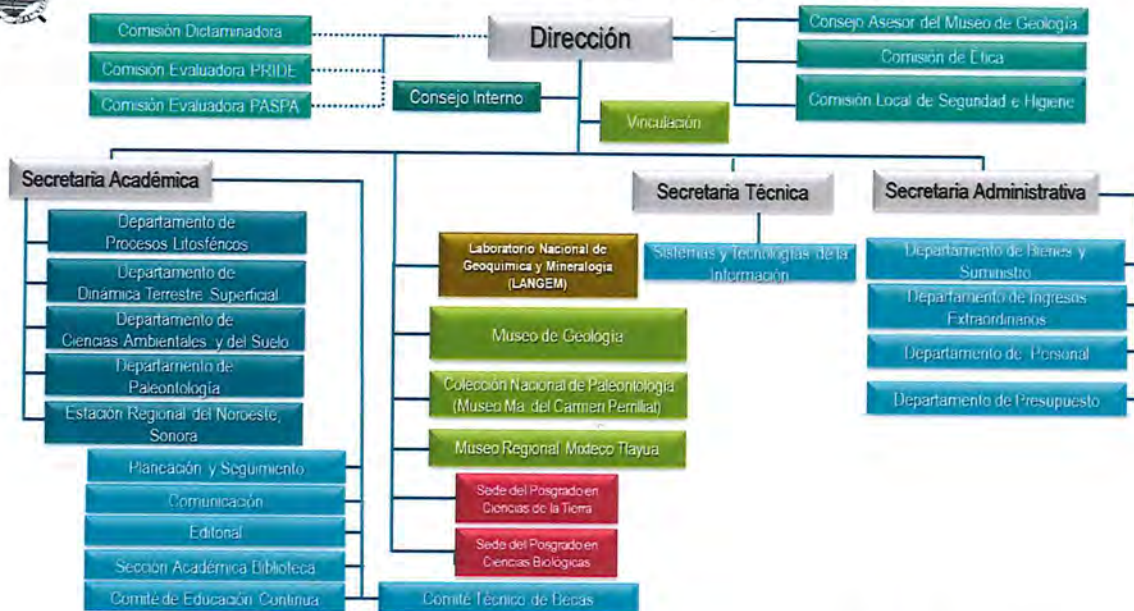 Comisión Dictaminadora
Comisión Evaluadora PRIDE
Comisión Evaluadora PASPA
Dirección
Consejo Interno
Vinculación
Consejo Asesor del Museo de Geología
Comisión de Ética
Comisión Local de Seguridad e Higiene
Secretaria Académica
Departamento de
Procesos Litosféricos
Departamento de
Dinámica Terrestre Superficial
Departamento de
Ciencias Ambientales y del Suelo
Departamento de
Paleontología
Estación Regional del Noroeste,
Sonora
Planeación y Seguimiento
Comunicación
Editorial
Sección Académica Biblioteca
Comité de Educación Continua
Comité Técnico de Becas
Laboratorio Nacional de
Geoquímica y Mineralogía
(LANGEM)
Museo de Geología
Colección Nacional de Paleontología
(Museo Ma. del Carmen Perrilliat)
Museo Regional Mixteco Tlayua
Sede del Posgrado en
Ciencias de la Tierra
Sede del Posgrado en
Ciencias Biológicas
Secretaria Técnica
Sistemas y Tecnologías de la
Información
Secretaria Administrativa
Departamento de Bienes y
Suministro
Departamento de Ingresos
Extraordinarios
Departamento de Personal
Departamento de Presupuesto